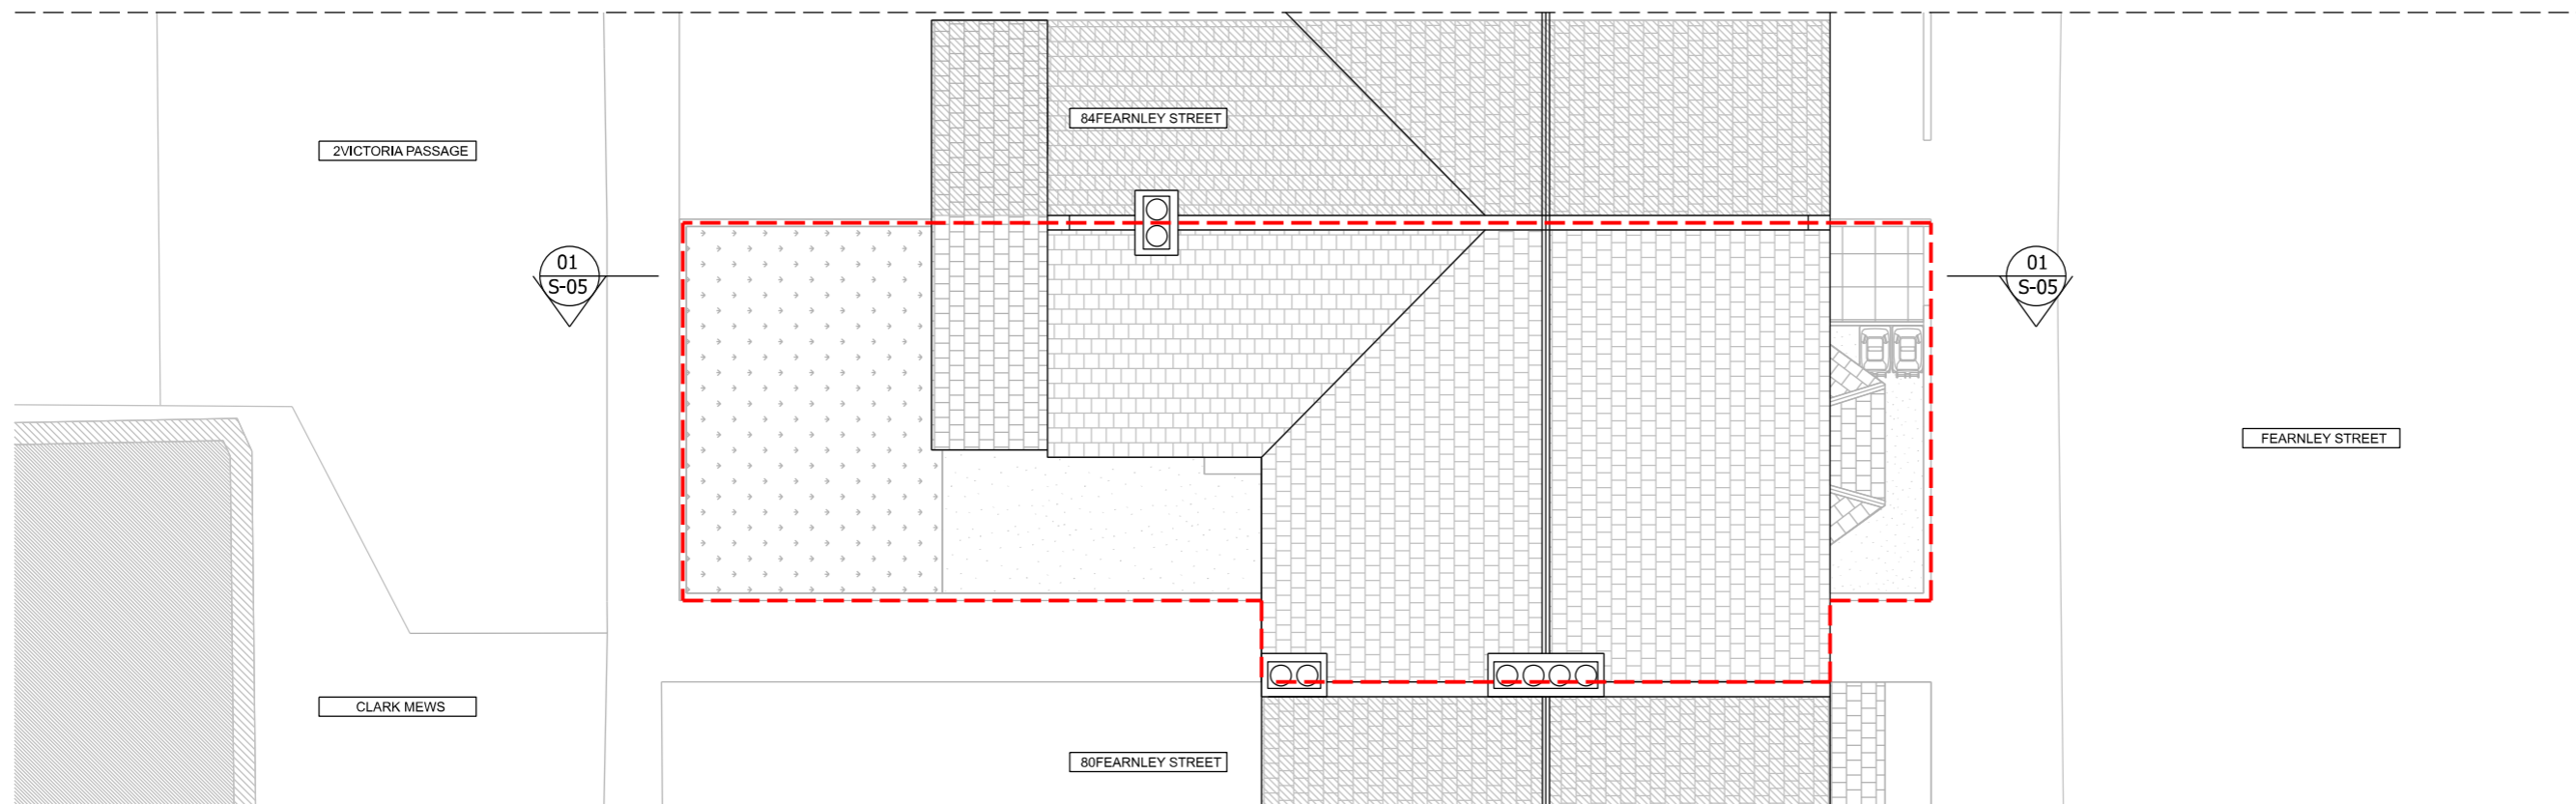 84FEARNLEY STREET
2VICTORIA PASSAGE
01
S-05
01
S-05
FEARNLEY STREET
CLARK MEWS
80FEARNLEY STREET